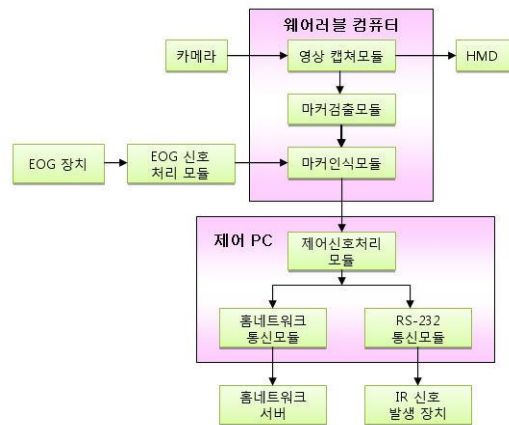 웨어러블 컴퓨터
카메라
영상 캡쳐모듈
HMD
마커검출모듈
EOG 장치
EOG 신호
처리 모듈
마커인식모듈
제어 PC
제어신호처리
모듈
홈네트워크
통신모듈
RS-232
통신모듈
홈네트워크
서버
IR 신호
발생 장치